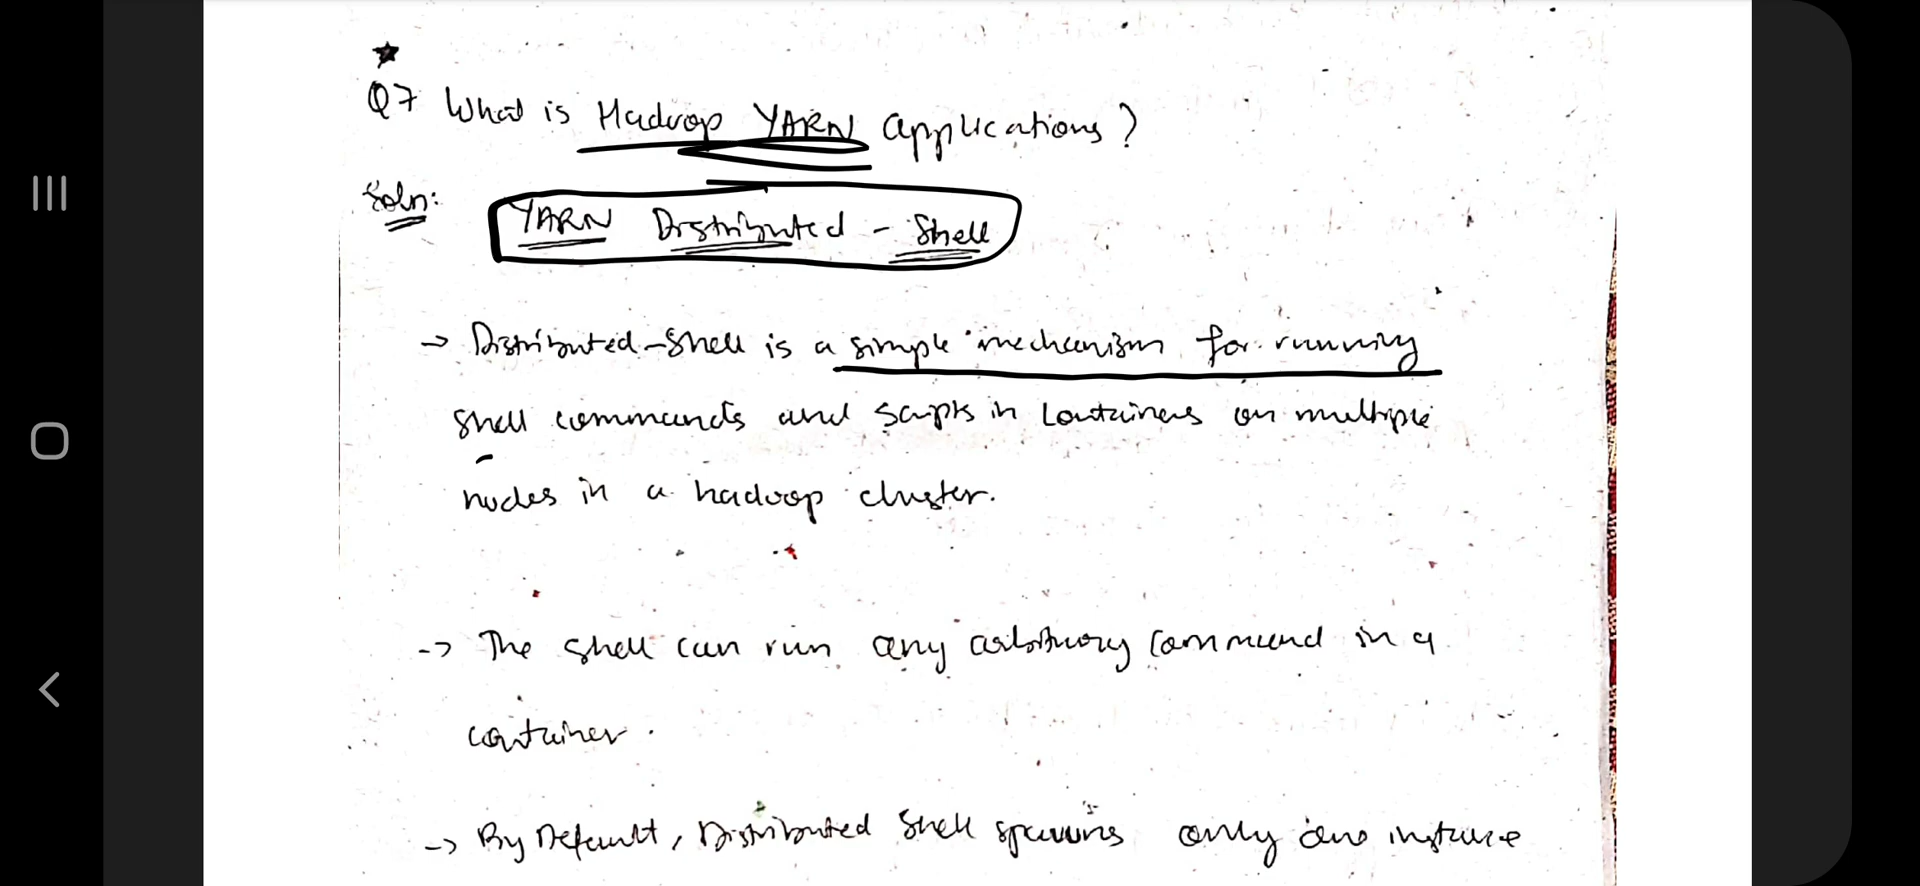 Q7 What is Hadoop YARN applications?
Soln:
YARN Distributed - Shell
-> Distributed-Shell is a simple mechanism for running
shell commands and scripts in containers on multiple
nodes in a hadoop cluster.
-> The shell can run any arbitrary command in a
container.
-> By Default, Distributed Shell spawns only one instance